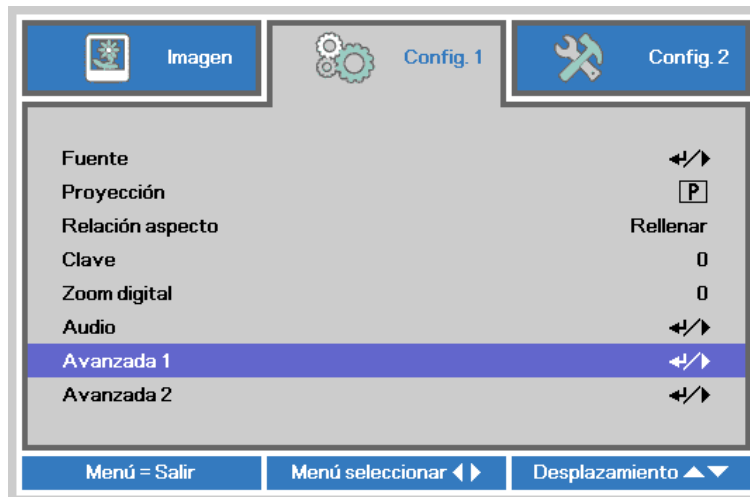 Imagen Config. 1 Config. 2
Fuente
Proyección P
Relación aspecto Rellenar
Clave 0
Zoom digital 0
Audio
Avanzada 1
Avanzada 2
Menú = Salir Menú seleccionar Desplazamiento